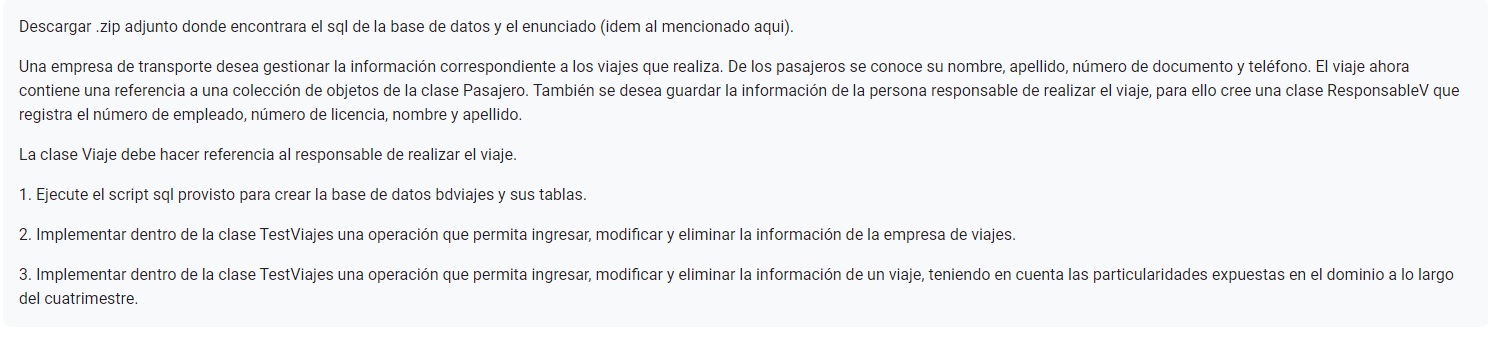 Descargar .zip adjunto donde encontrara el sql de la base de datos y el enunciado (idem al mencionado aqui).
Una empresa de transporte desea gestionar la información correspondiente a los viajes que realiza. De los pasajeros se conoce su nombre, apellido, número de documento y teléfono. El viaje ahora
contiene una referencia a una colección de objetos de la clase Pasajero. También se desea guardar la información de la persona responsable de realizar el viaje, para ello cree una clase ResponsableV que
registra el número de empleado, número de licencia, nombre y apellido.
La clase Viaje debe hacer referencia al responsable de realizar el viaje.
1. Ejecute el script sql provisto para crear la base de datos bdviajes y sus tablas.
2. Implementar dentro de la clase TestViajes una operación que permita ingresar, modificar y eliminar la información de la empresa de viajes.
3. Implementar dentro de la clase TestViajes una operación que permita ingresar, modificar y eliminar la información de un viaje, teniendo en cuenta las particularidades expuestas en el dominio a lo largo
del cuatrimestre.